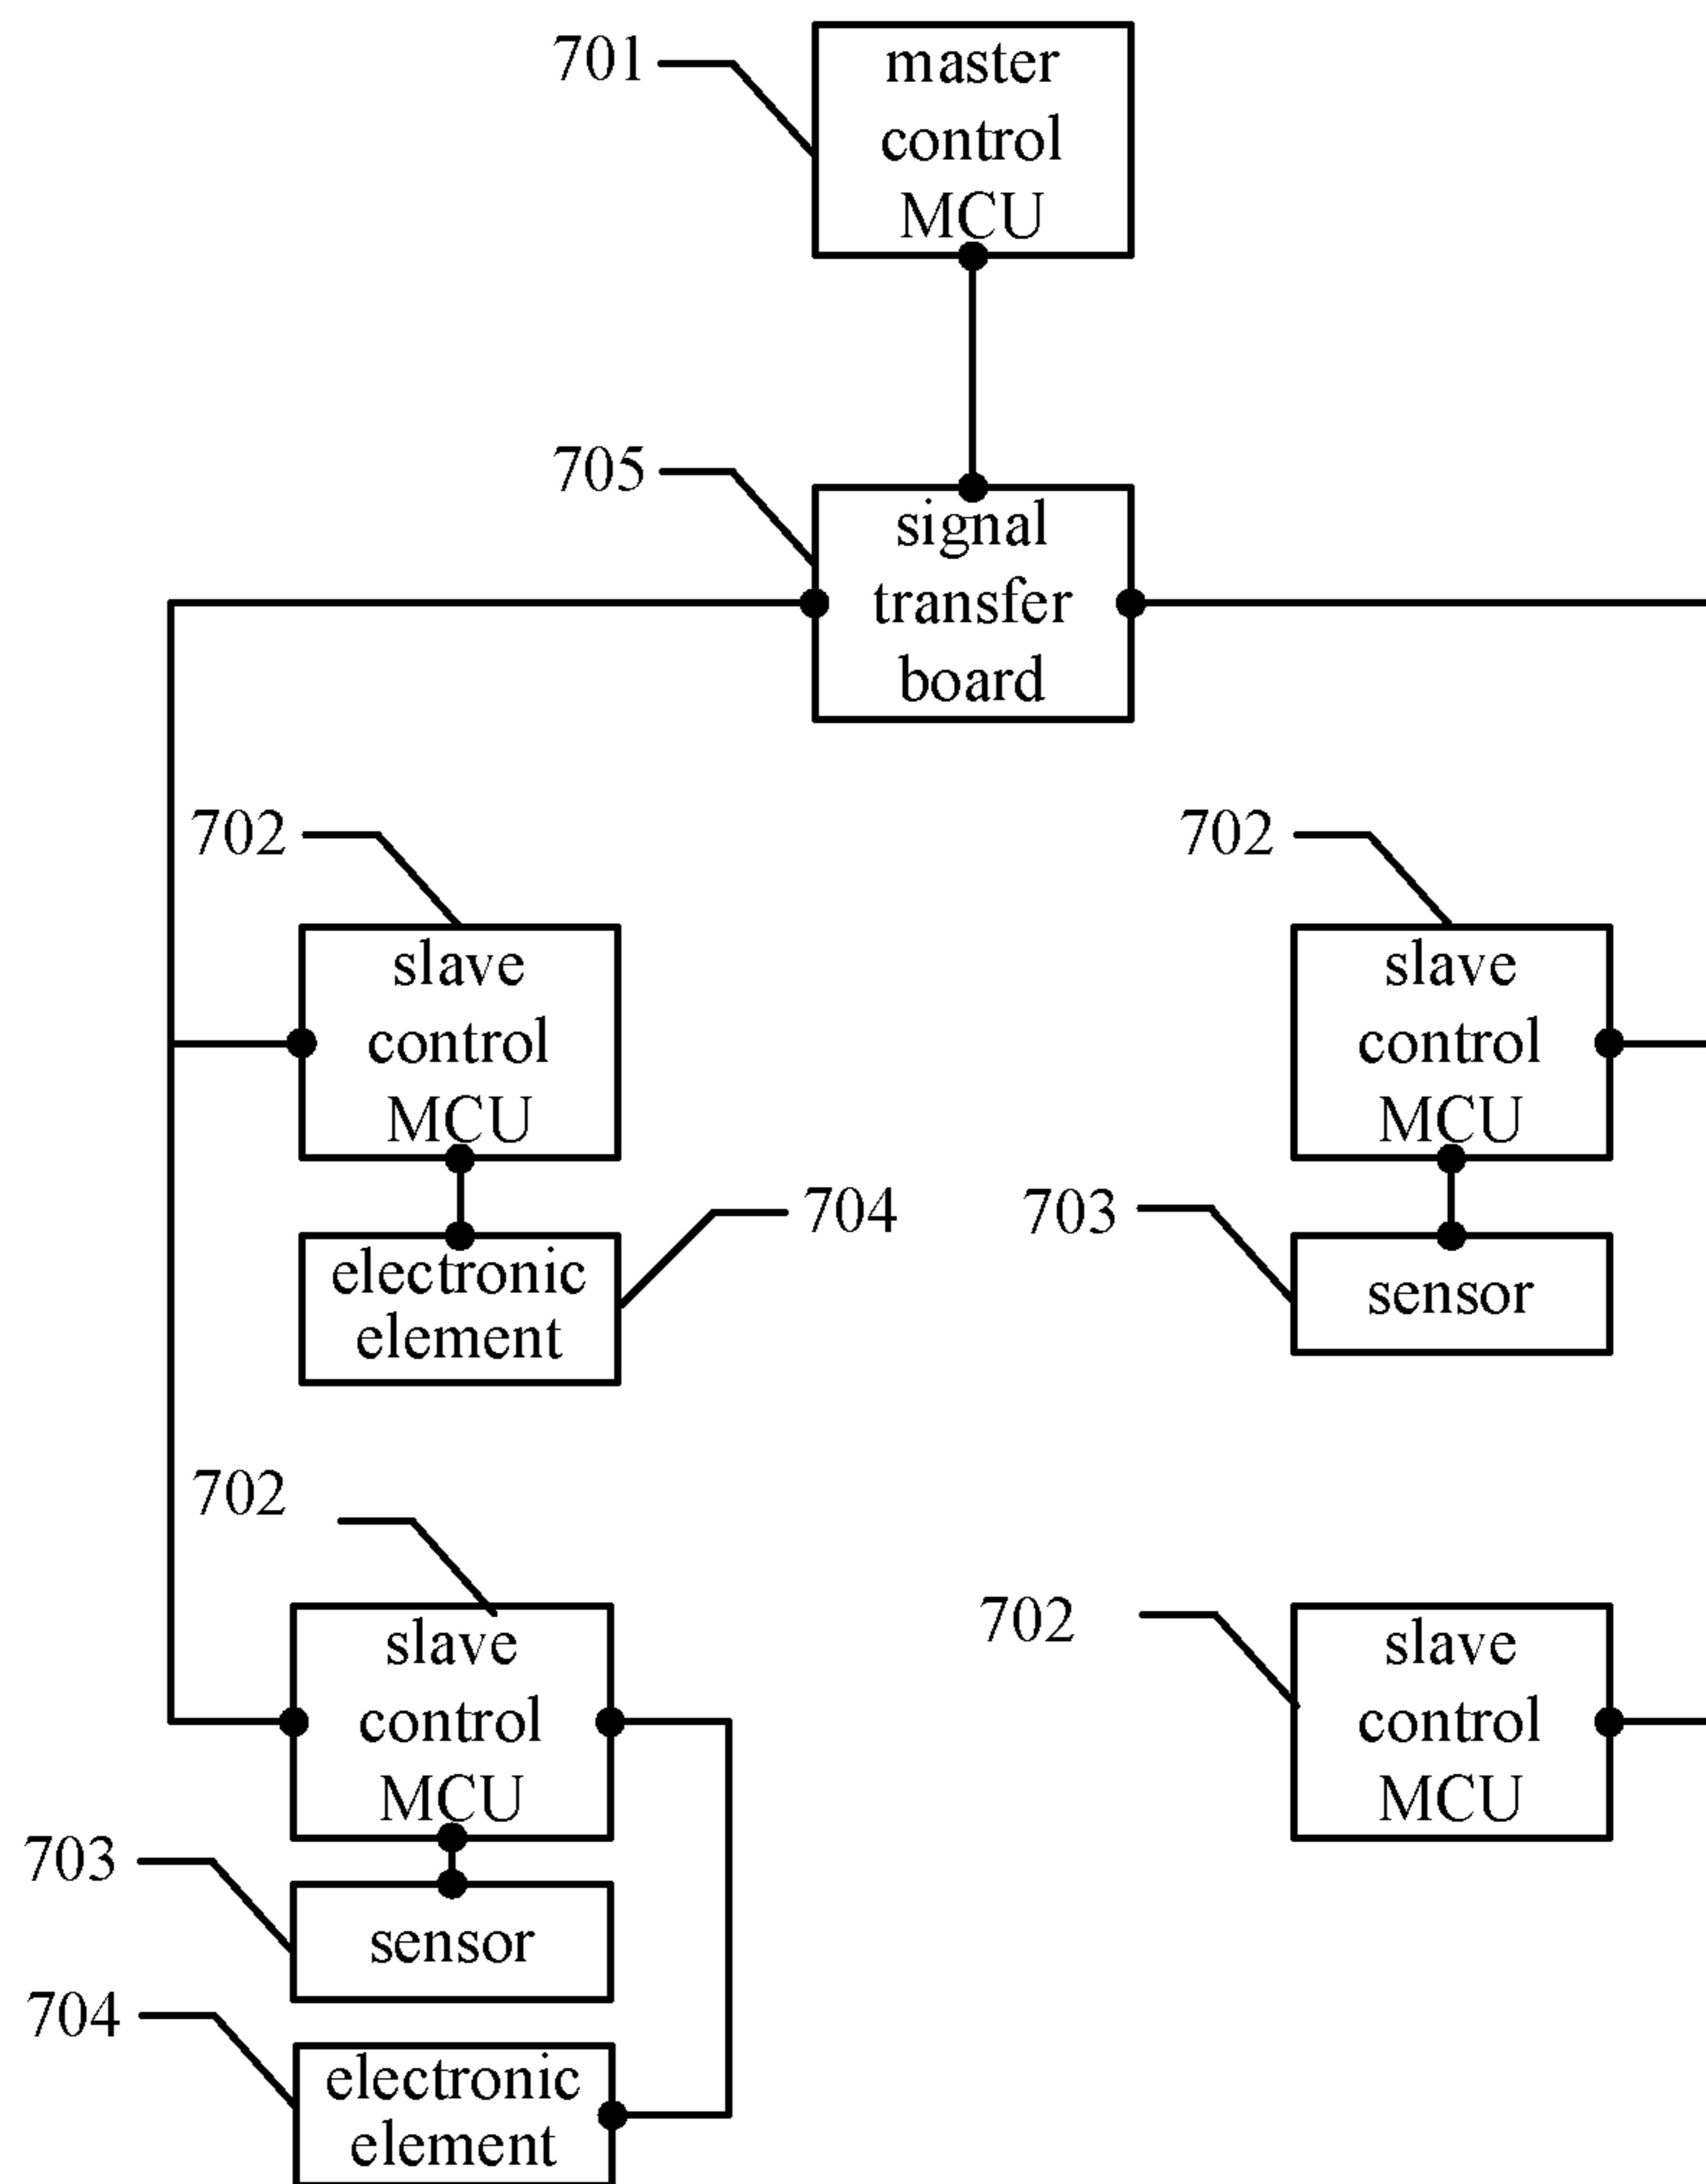 701
master
control
MCU
705
signal
transfer
board
702
slave
control
MCU
704
electronic
element
702
slave
control
MCU
703
sensor
702
slave
control
MCU
703
sensor
704
electronic
element
702
slave
control
MCU